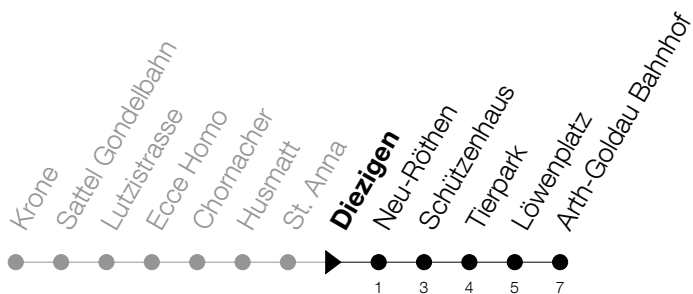 Krone
Sattel Gondelbahn
Lutzistrasse
Ecce Homo
Chornacher
Husmatt
St. Anna
Diezigen
Neu-Röthen
Schützenhaus
Tierpark
Löwenplatz
Arth-Goldau Bahnhof
1 3 4 5 7